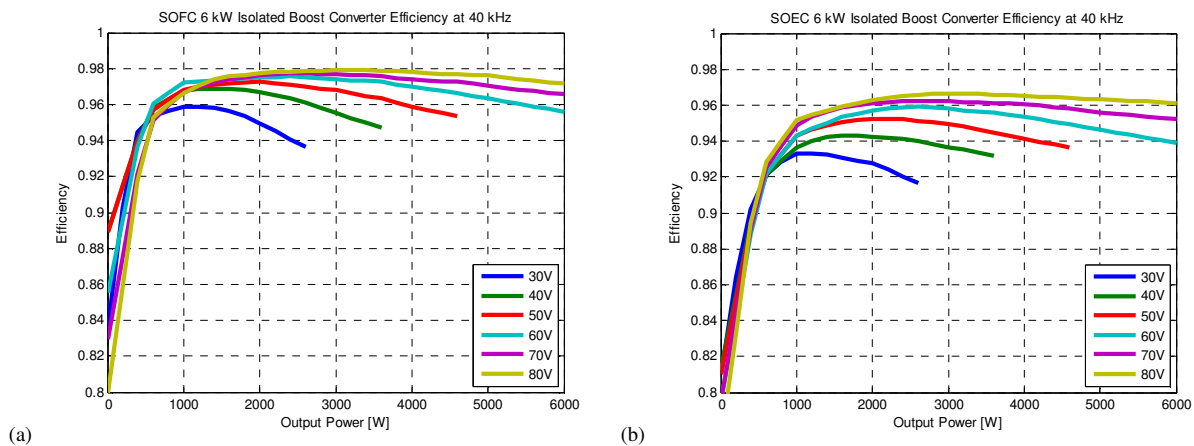 SOFC 6 kW Isolated Boost Converter Efficiency at 40 kHz
1
0.98
0.96
0.94
0.92
0.9
0.88
0.86
0.84
0.82
0.8
Efficiency
0 1000 2000 3000 4000 5000 6000
Output Power [W]
30V
40V
50V
60V
70V
80V
(a)
SOEC 6 kW Isolated Boost Converter Efficiency at 40 kHz
1
0.98
0.96
0.94
0.92
0.9
0.88
0.86
0.84
0.82
0.8
Efficiency
0 1000 2000 3000 4000 5000 6000
Output Power [W]
30V
40V
50V
60V
70V
80V
(b)